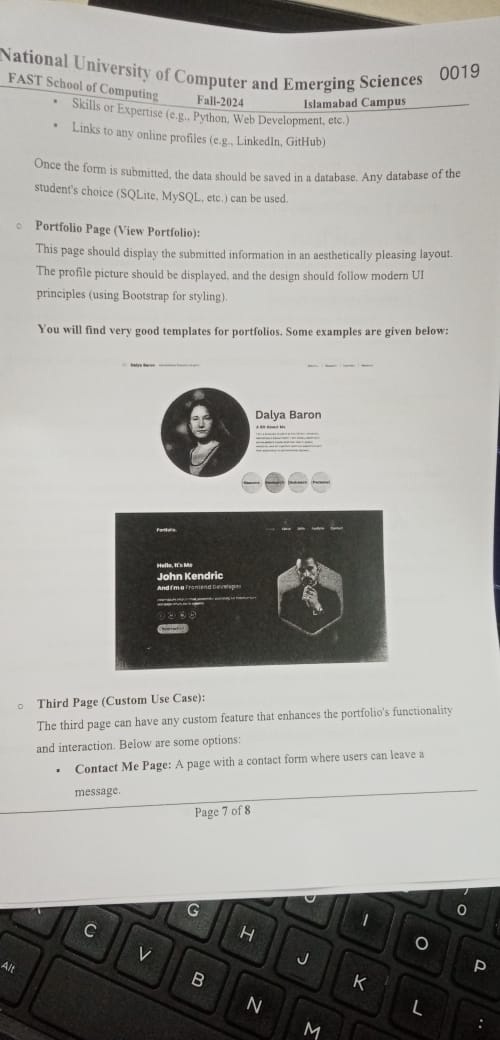 National University of Computer and Emerging Sciences 0019
FAST School of Computing Fall-2024 Islamabad Campus
• Skills or Expertise (e.g., Python, Web Development, etc.)
• Links to any online profiles (e.g., LinkedIn, GitHub)
Once the form is submitted, the data should be saved in a database. Any database of the
student's choice (SQLite, MySQL, etc.) can be used.
o Portfolio Page (View Portfolio):
This page should display the submitted information in an aesthetically pleasing layout.
The profile picture should be displayed, and the design should follow modern UI
principles (using Bootstrap for styling).
You will find very good templates for portfolios. Some examples are given below:
Dalya Baron
Dalya Baron
A Bit About Me
Portfolio.
Hello, It's Me
John Kendric
And I'm a Frontend Developer
o Third Page (Custom Use Case):
The third page can have any custom feature that enhances the portfolio's functionality
and interaction. Below are some options:
▪ Contact Me Page: A page with a contact form where users can leave a
message.
Page 7 of 8
G
I
O
C
H
O
V
J
P
Alt
B
K
N
L
:
M